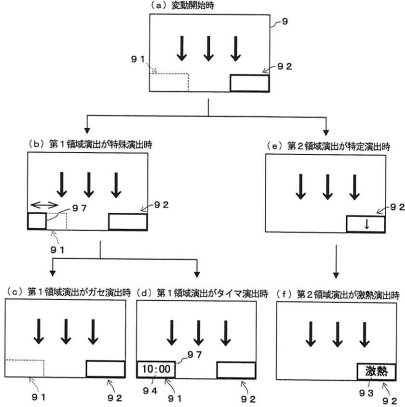 (a) 変動開始時
9
91
92
(b) 第1領域演出が特殊演出時
(e) 第2領域演出が特定演出時
97
92
91
↓
92
(c) 第1領域演出がガセ演出時
(d) 第1領域演出がタイマ演出時
(f) 第2領域演出が激熱演出時
10:00
97
激熱
91
92
94
91
92
93
92